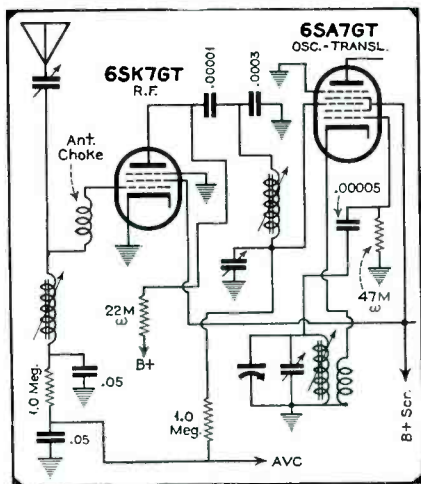 6SK7GT
R.F.
.00001
.0003
6SA7GT
OSC.-TRANSL.
Ant.
Choke
.00005
22M
ω
B+
47M
ω
1.0 Meg.
.05
.05
1.0
Meg.
AVC
B+ Scr.